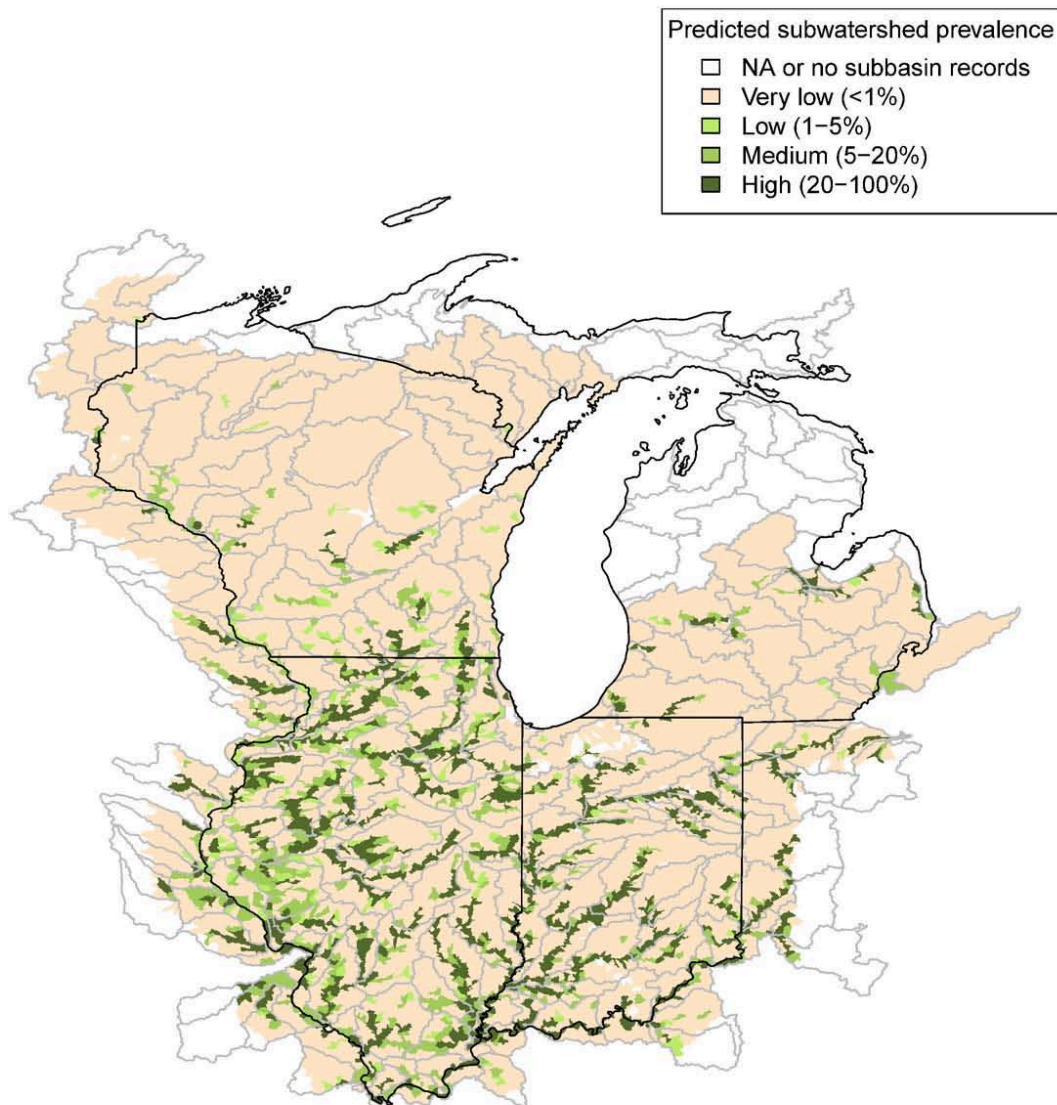 Predicted subwatershed prevalence
NA or no subbasin records
Very low (<1%)
Low (1−5%)
Medium (5−20%)
High (20−100%)